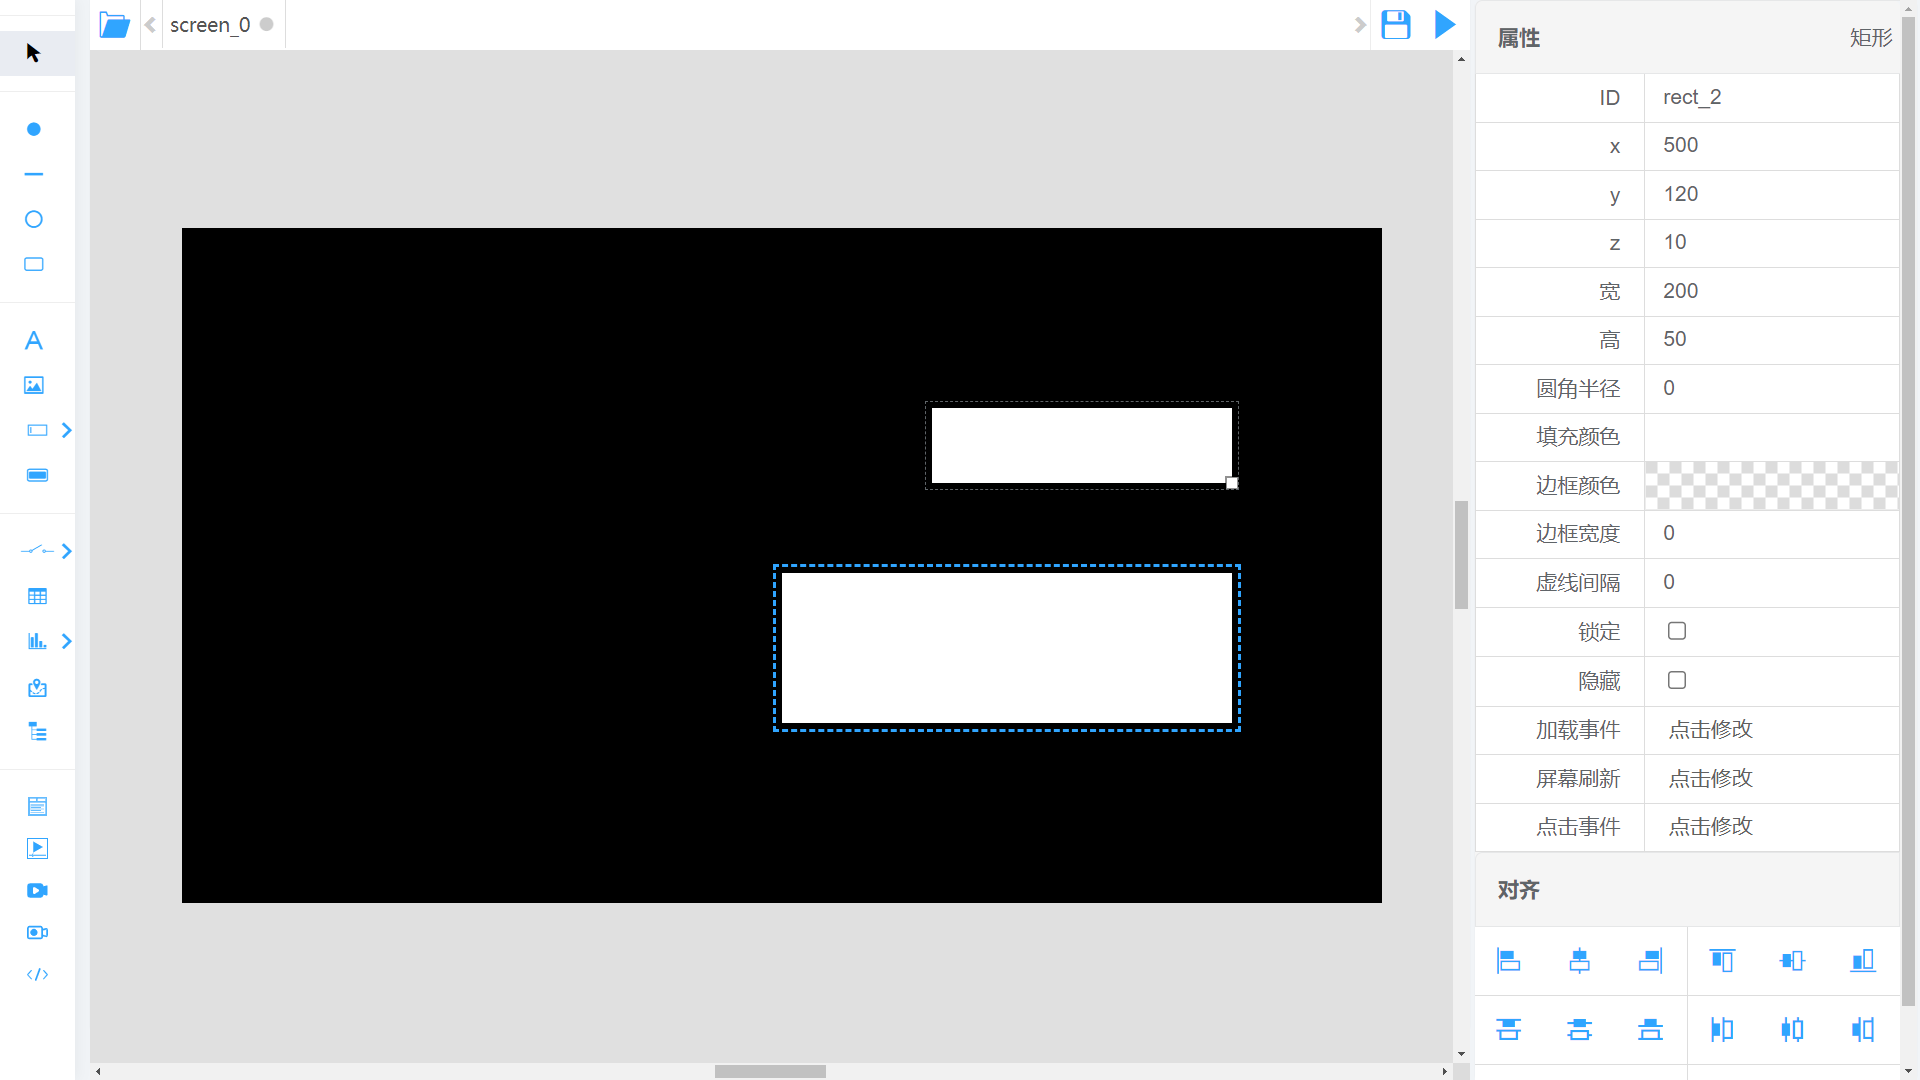 screen_0
属性 矩形
ID rect_2
x 500
y 120
z 10
宽 200
高 50
圆角半径 0
填充颜色
边框颜色
边框宽度 0
虚线间隔 0
锁定
隐藏
加载事件 点击修改
屏幕刷新 点击修改
点击事件 点击修改
对齐